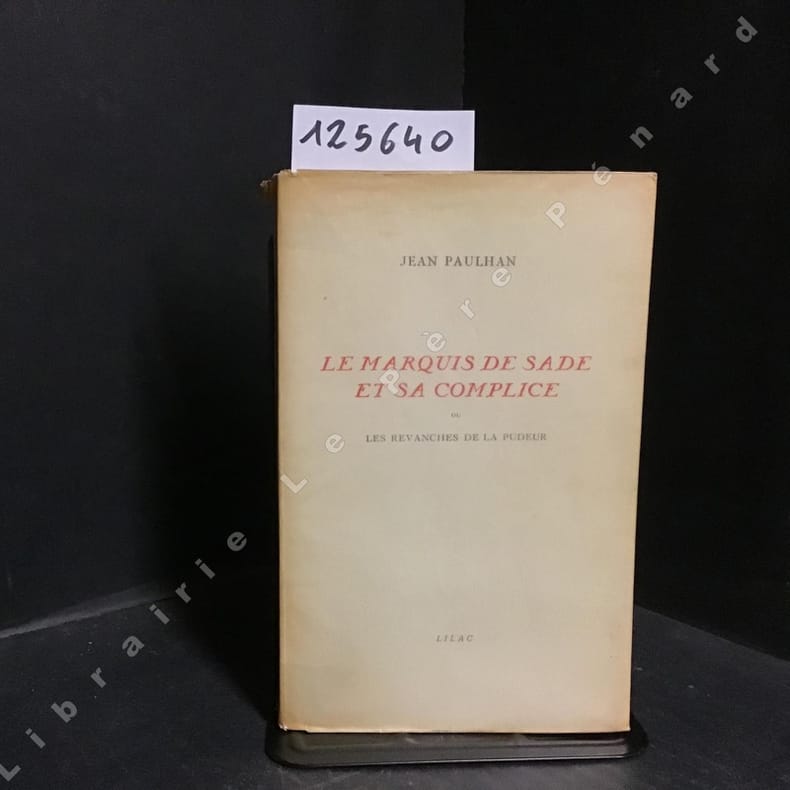 125640
JEAN PAULHAN
LE MARQUIS DE SADE
ET SA COMPLICE
OU
LES REVANCHES DE LA PUDEUR
LILAC
Librairie Le Père Pénard